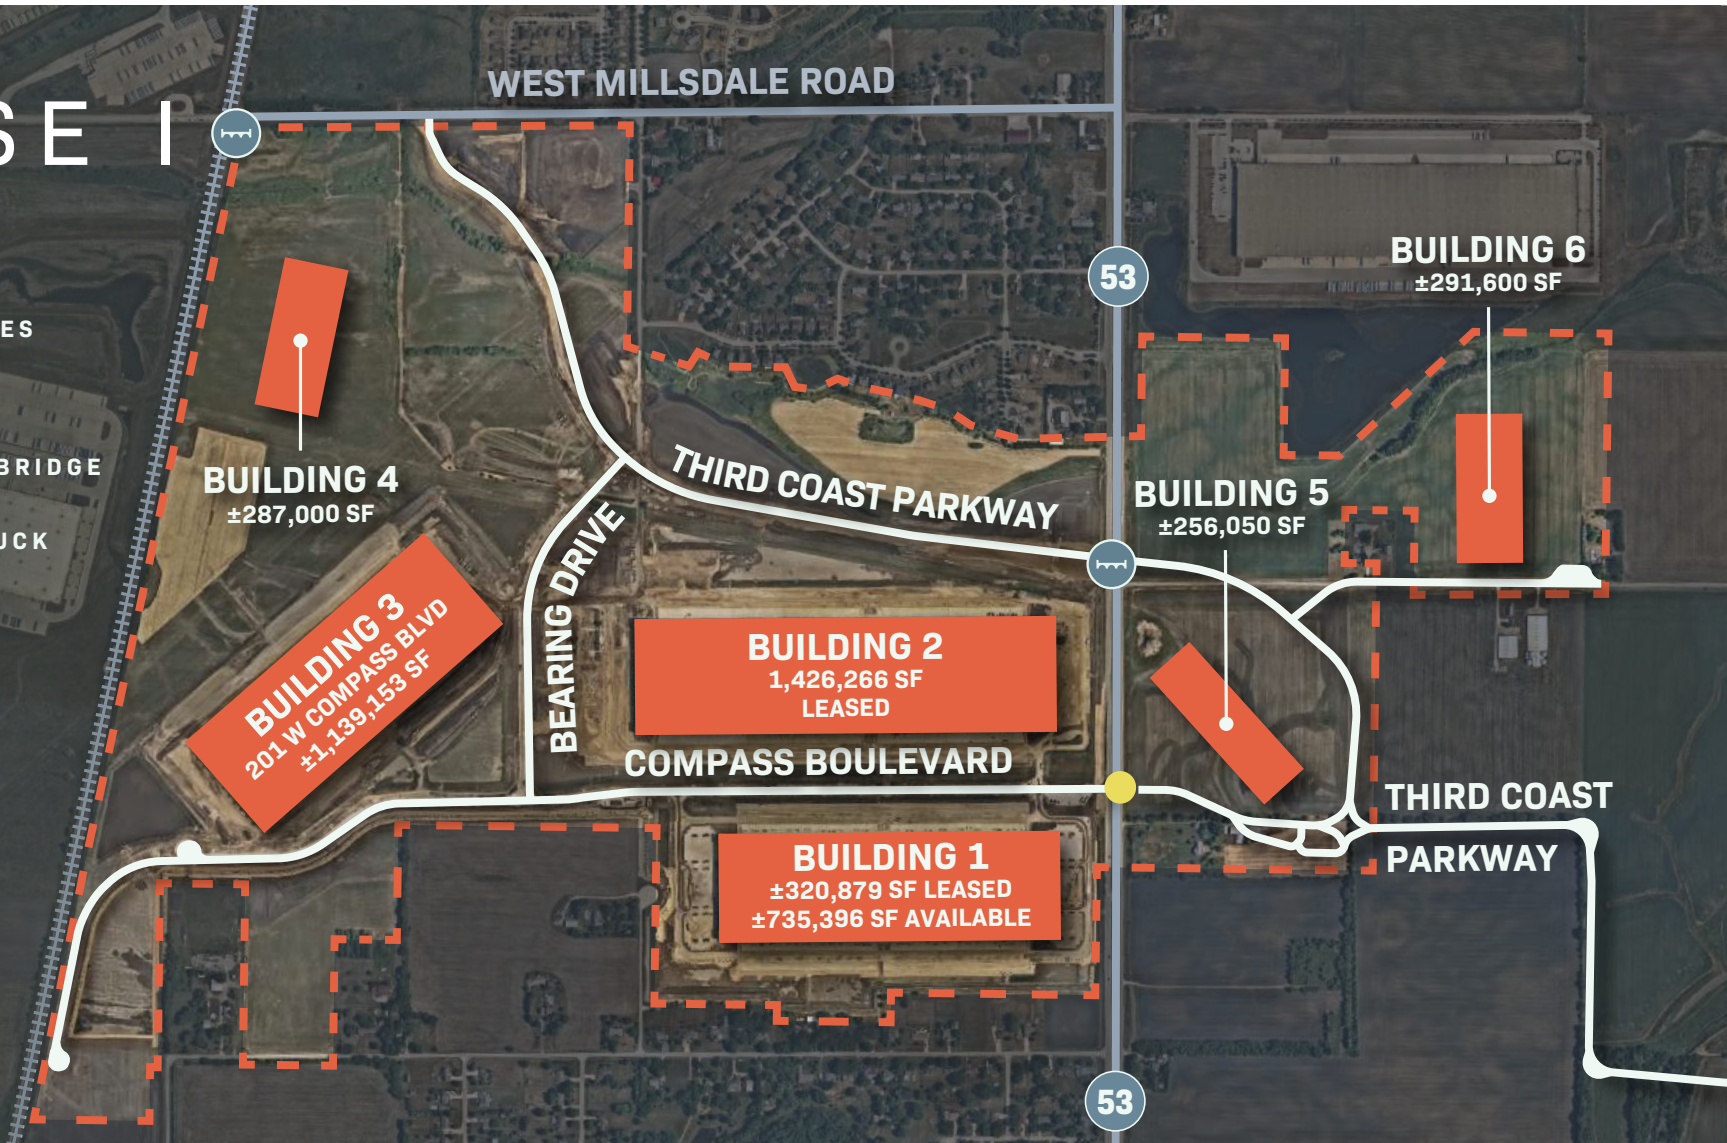 WEST MILLSDALE ROAD
SE I
53
BUILDING 6
±291,600 SF
ES
BRIDGE
UCK
BUILDING 4
±287,000 SF
THIRD COAST PARKWAY
BUILDING 5
±256,050 SF
BEARING DRIVE
BUILDING 3
201 W COMPASS BLVD
±1,139,153 SF
BUILDING 2
1,426,266 SF
LEASED
COMPASS BOULEVARD
THIRD COAST
PARKWAY
BUILDING 1
±320,879 SF LEASED
±735,396 SF AVAILABLE
53